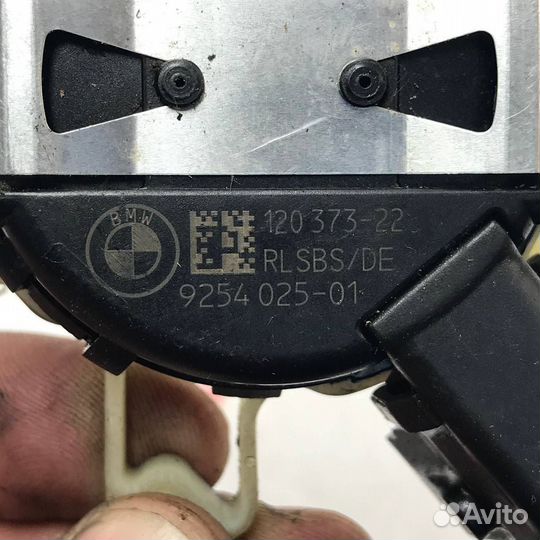 BMW
120 373-22
RLSBS/DE
9254 025-01
Avito